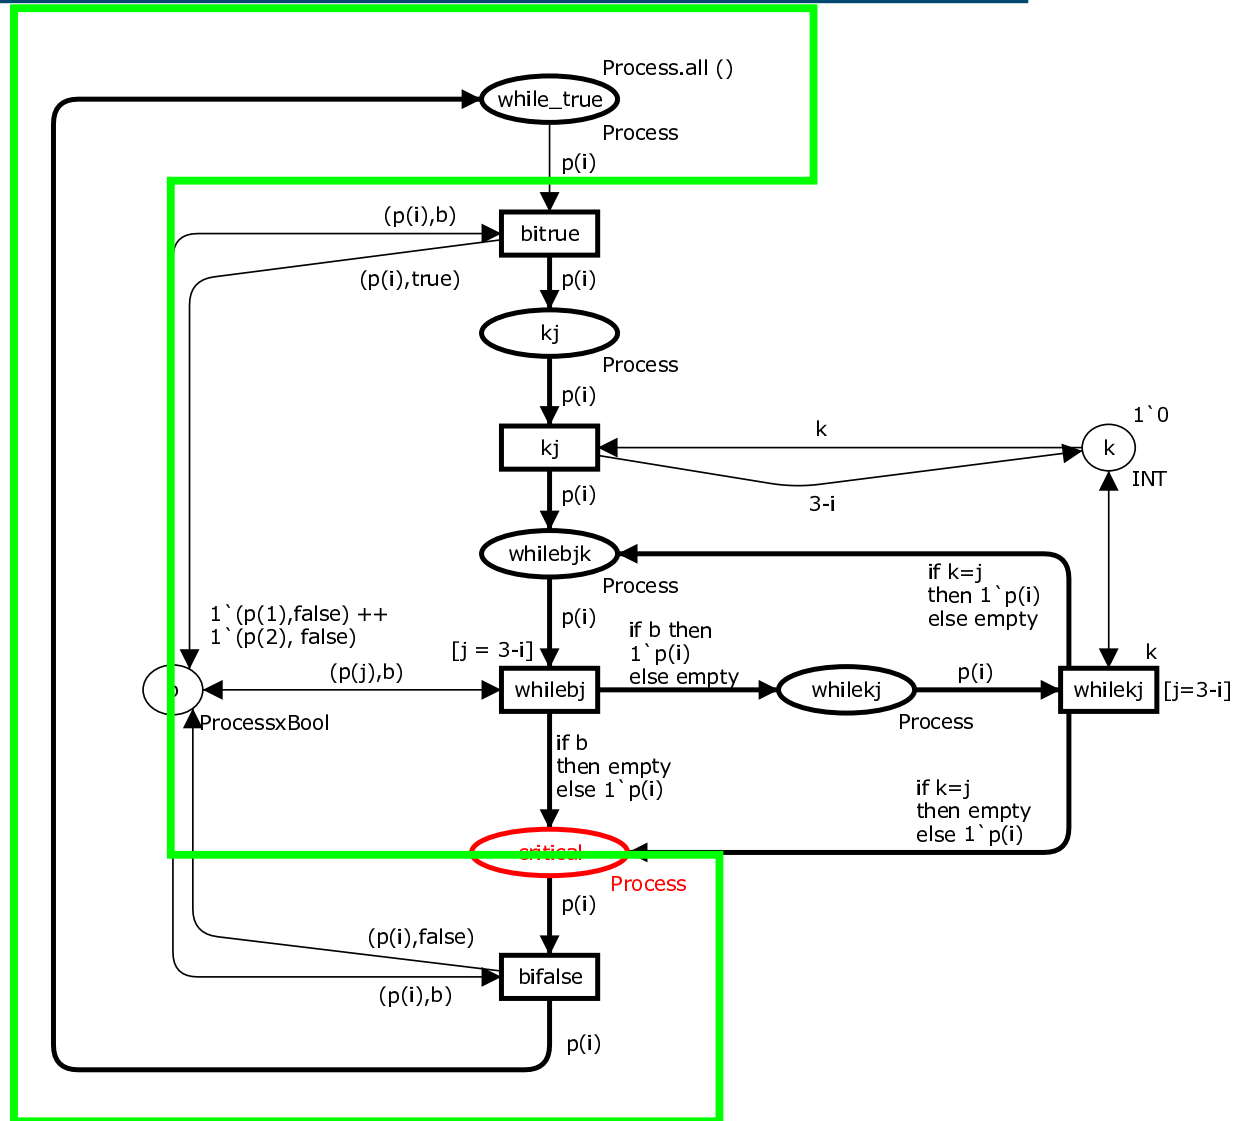 Process.all ()
while_true
Process
p(i)
(p(i),b)
bitrue
(p(i),true)
p(i)
kj
Process
p(i)
1`0
k
kj
k
INT
p(i)
3-i
whilebjk
Process
if k=j
then 1`p(i)
else empty
1`(p(1),false) ++
1`(p(2), false)
p(i)
if b then
1`p(i)
else empty
[j = 3-i]
k
(p(j),b)
whilebj
whilekj
p(i)
whilekj
[j=3-i]
ProcessxBool
Process
if b
then empty
else 1`p(i)
if k=j
then empty
else 1`p(i)
critical
Process
p(i)
(p(i),false)
bifalse
(p(i),b)
p(i)